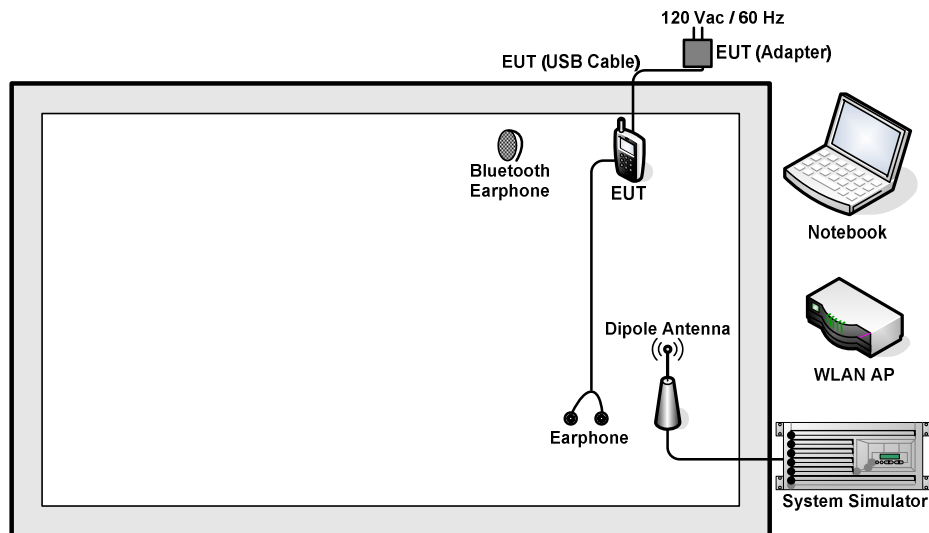 120 Vac / 60 Hz
EUT (Adapter)
EUT (USB Cable)
Bluetooth
Earphone
EUT
Notebook
Dipole Antenna
WLAN AP
Earphone
System Simulator